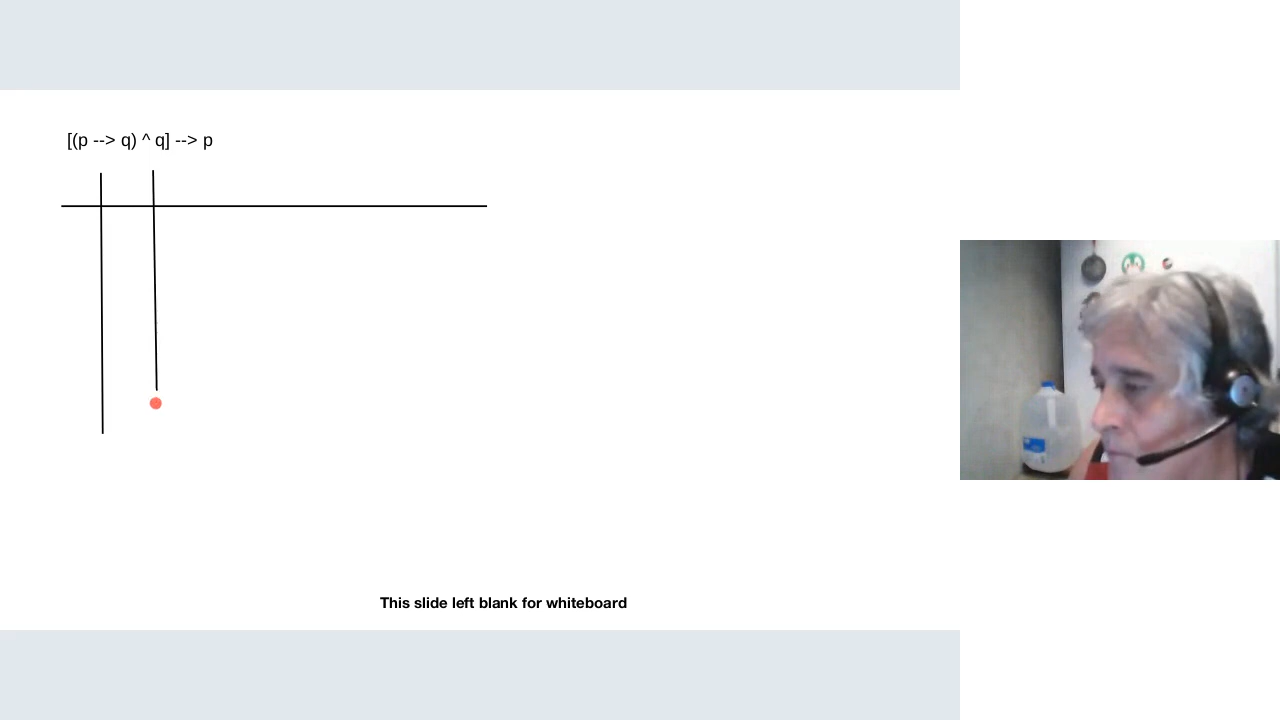 [(p --> q) ^ q] --> p
This slide left blank for whiteboard